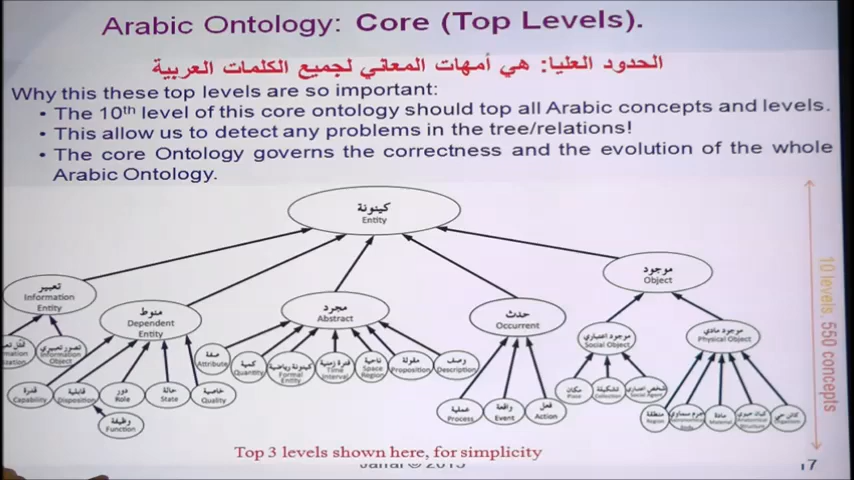 Arabic Ontology: Core (Top Levels).
الحدود العليا: هي أمهات المعاني لجميع الكلمات العربية
Why this these top levels are so important:
• The 10th level of this core ontology should top all Arabic concepts and levels.
• This allow us to detect any problems in the tree/relations!
• The core Ontology governs the correctness and the evolution of the whole
Arabic Ontology.
كينونة
Entity
تعبير
Information
Entity
منوط
Dependent
Entity
مجرد
Abstract
حدث
Occurrent
موجود
Object
موجود اعتباري
Social Object
موجود مادي
Physical Object
تصور تعبيري
Information
Object
صفة
Attribute
كمية
Quantity
كينونة رياضية
Formal
Entity
فترة زمنية
Time
Interval
ناحية
Space
Region
مقولة
Proposition
وصف
Description
قدرة
Capability
قابلية
Disposition
دور
Role
حالة
State
خاصية
Quality
وظيفة
Function
عملية
Process
واقعة
Event
فعل
Action
مكان
Place
تشكيلة
Collection
شخص اعتباري
Social Agent
منطقة
Region
جرم سماوي
مادة
Material
كائن حي
Organism
10 levels, 550 concepts
Top 3 levels shown here, for simplicity
Jarrar © 2015
17